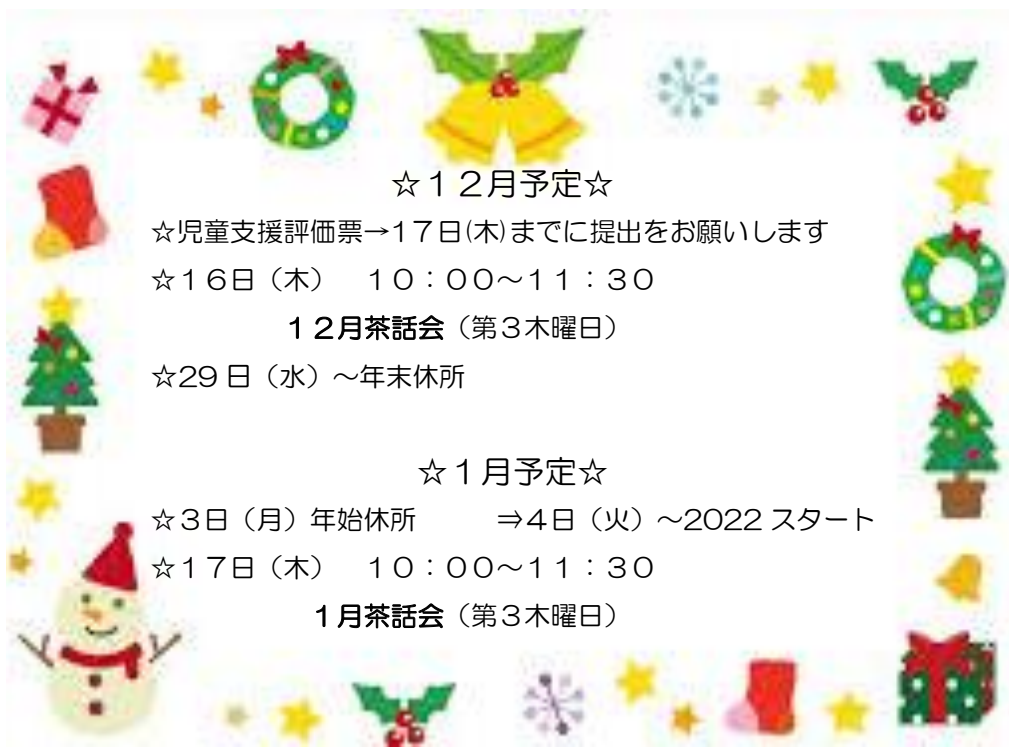 ☆１２月予定☆
☆児童支援評価票→１７日(木)までに提出をお願いします
☆１６日（木）　１０：００～１１：３０
１２月茶話会（第３木曜日）
☆29 日（水）～年末休所
☆１月予定☆
☆３日（月）年始休所　　　⇒４日（火）～2022 スタート
☆１７日（木）　１０：００～１１：３０
１月茶話会（第３木曜日）